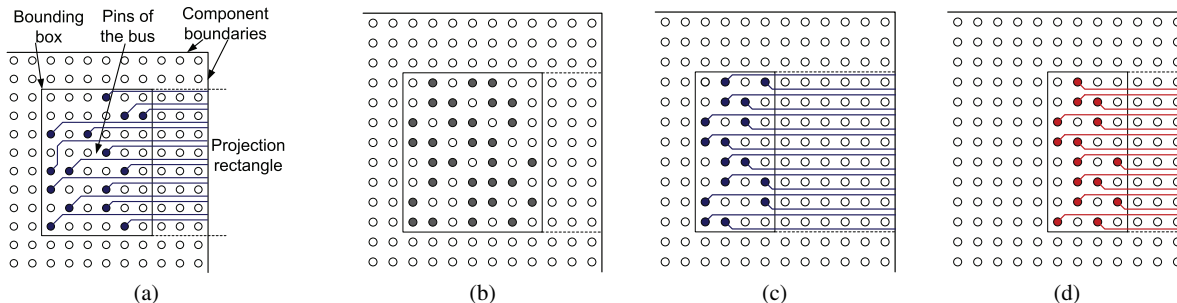 Bounding
box
Pins of
the bus
Component
boundaries
Projection
rectangle
(a)
(b)
(c)
(d)